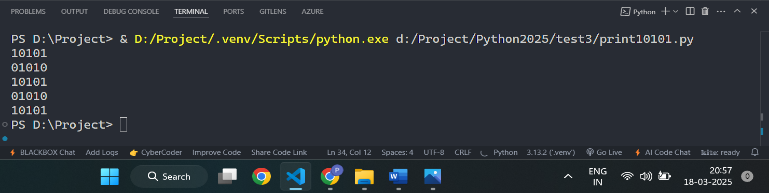 PROBLEMS OUTPUT DEBUG CONSOLE TERMINAL PORTS GITLENS AZURE Python
PS D:\Project> & D:/Project/.venv/Scripts/python.exe d:/Project/Python2025/test3/print10101.py
10101
01010
10101
01010
10101
PS D:\Project>
BLACKBOX Chat Add Logs CyberCoder Improve Code Share Code Link Ln 34, Col 12 Spaces: 4 UTF-8 CRLF Python 3.13.2 ('.venv') Go Live AI Code Chat ready
Search
ENG
IN
20:57
18-03-2025